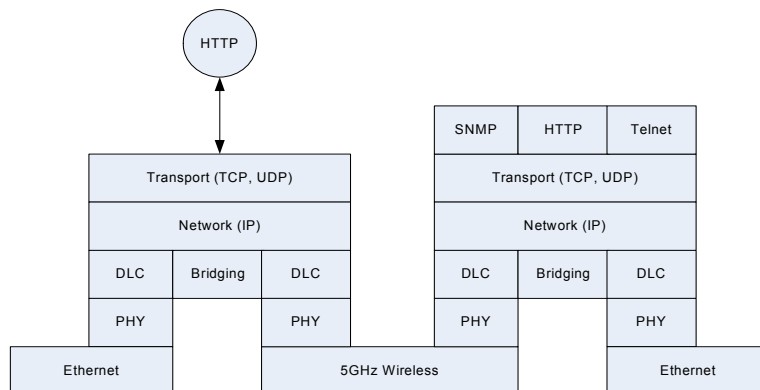 HTTP
SNMP HTTP Telnet
Transport (TCP, UDP) Transport (TCP, UDP)
Network (IP) Network (IP)
DLC Bridging DLC DLC Bridging DLC
PHY PHY PHY PHY
Ethernet 5GHz Wireless Ethernet